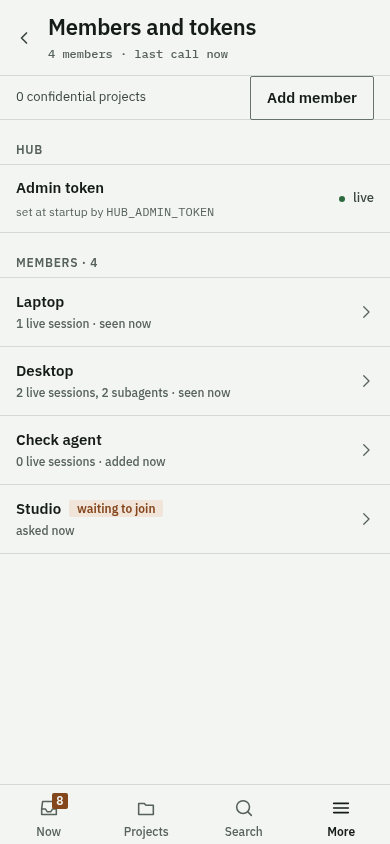 Members and tokens
4 members · last call now
0 confidential projects
Add member
HUB
Admin token
set at startup by HUB_ADMIN_TOKEN
live
MEMBERS · 4
Laptop
1 live session · seen now
Desktop
2 live sessions, 2 subagents · seen now
Check agent
0 live sessions · added now
Studio waiting to join
asked now
8
Now
Projects
Search
More